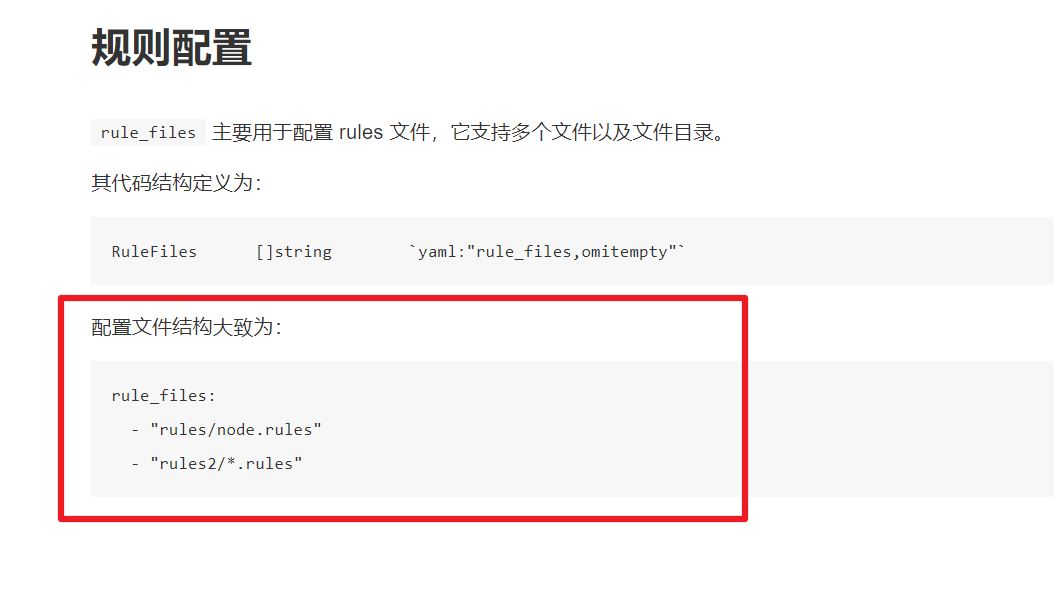 规则配置
rule_files 主要用于配置 rules 文件，它支持多个文件以及文件目录。
其代码结构定义为：
RuleFiles      []string        `yaml:"rule_files,omitempty"`
配置文件结构大致为：
rule_files:
  - "rules/node.rules"
  - "rules2/*.rules"